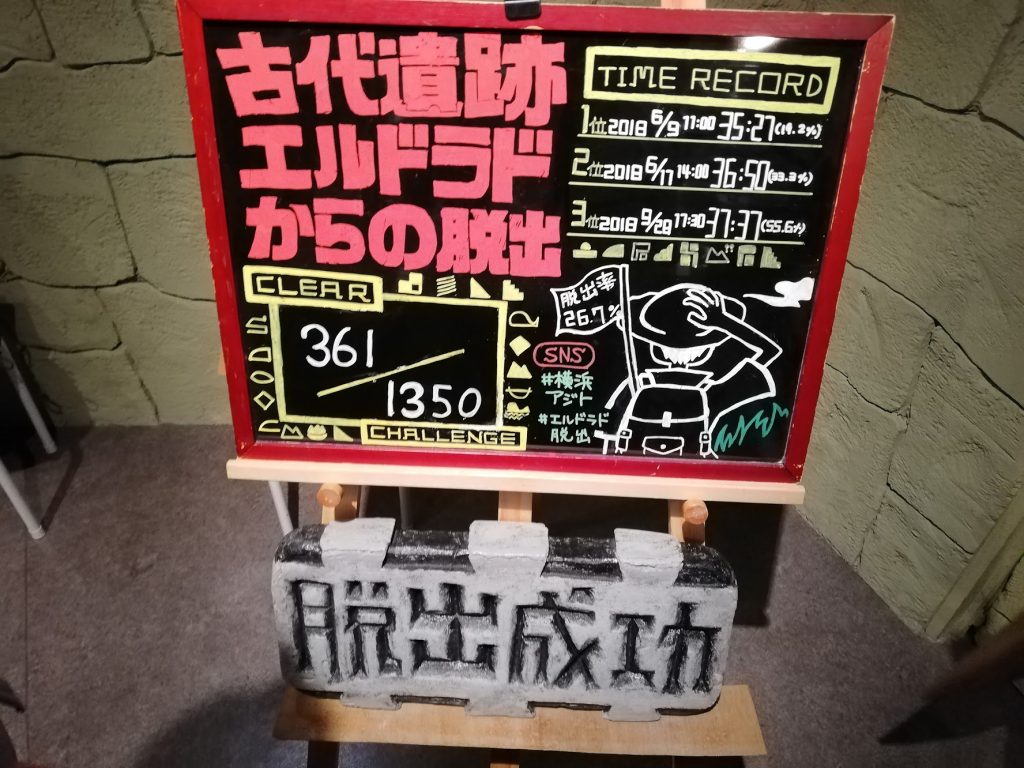 古代遺跡
エルドラド
からの脱出
TIME RECORD
1位 2018 6/9 11:00 35:27 (19.2%)
2位 2018 6/17 14:00 36:50 (33.3%)
3位 2018 9/28 17:30 37:37 (55.6%)
CLEAR
361
1350
CHALLENGE
脱出率
26.7%
SNS
#横浜
アジト
#エルドラド
脱出
脱出成功